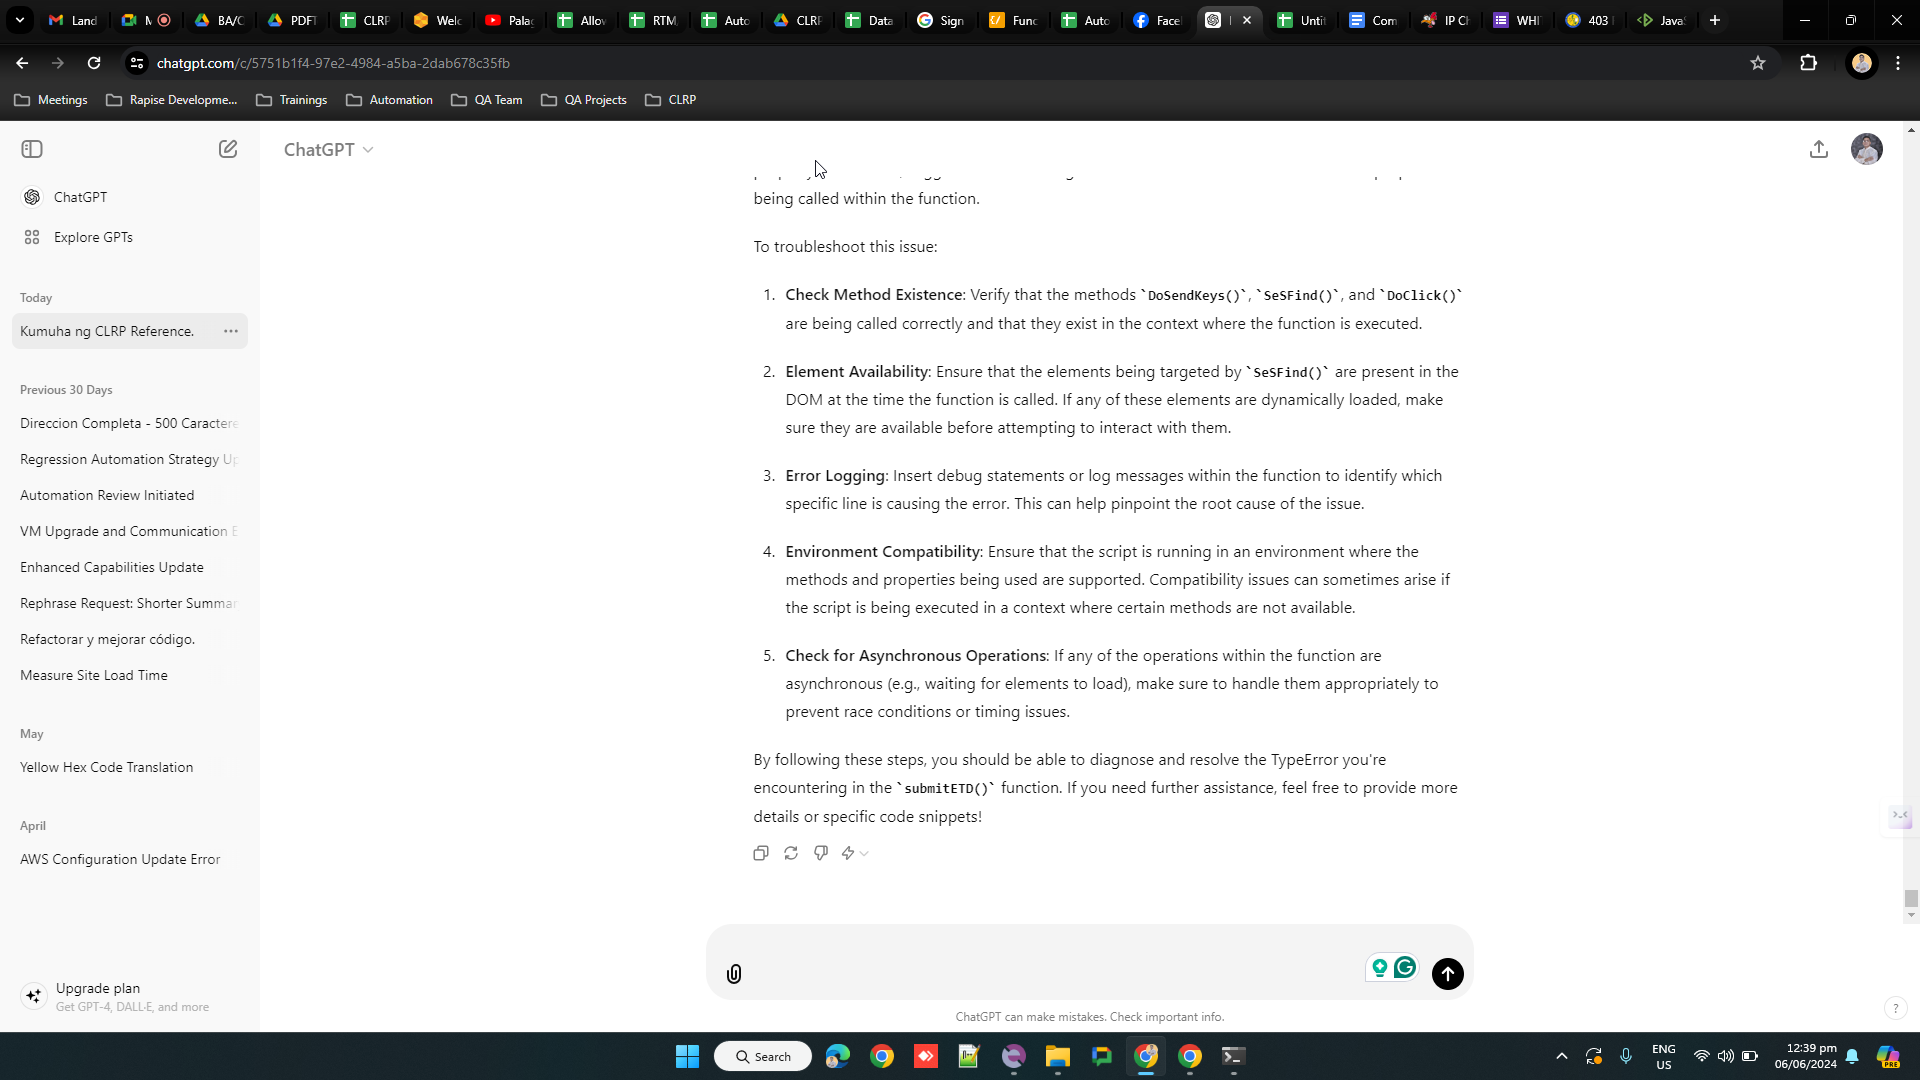 Land
M
BA/C
PDFT
CLRP
Welc
Pala
Allov
RTM,
Auto
CLRP
Data
Sign
Func
Auto
Face
Unti
Com
IP Ch
WHI
403
Java
chatgpt.com/c/5751b1f4-97e2-4984-a5ba-2dab678c35fb
Meetings
Rapise Developme...
Trainings
Automation
QA Team
QA Projects
CLRP
ChatGPT
ChatGPT
Explore GPTs
Today
Kumuha ng CLRP Reference.
Previous 30 Days
Direccion Completa - 500 Caractere
Regression Automation Strategy Up
Automation Review Initiated
VM Upgrade and Communication E
Enhanced Capabilities Update
Rephrase Request: Shorter Summar
Refactorar y mejorar código.
Measure Site Load Time
May
Yellow Hex Code Translation
April
AWS Configuration Update Error
Upgrade plan
Get GPT-4, DALL·E, and more
being called within the function.
To troubleshoot this issue:
1. Check Method Existence: Verify that the methods `DoSendKeys()`, `SeSFind()`, and `DoClick()`
are being called correctly and that they exist in the context where the function is executed.
2. Element Availability: Ensure that the elements being targeted by `SeSFind()` are present in the
DOM at the time the function is called. If any of these elements are dynamically loaded, make
sure they are available before attempting to interact with them.
3. Error Logging: Insert debug statements or log messages within the function to identify which
specific line is causing the error. This can help pinpoint the root cause of the issue.
4. Environment Compatibility: Ensure that the script is running in an environment where the
methods and properties being used are supported. Compatibility issues can sometimes arise if
the script is being executed in a context where certain methods are not available.
5. Check for Asynchronous Operations: If any of the operations within the function are
asynchronous (e.g., waiting for elements to load), make sure to handle them appropriately to
prevent race conditions or timing issues.
By following these steps, you should be able to diagnose and resolve the TypeError you're
encountering in the `submitETD()` function. If you need further assistance, feel free to provide more
details or specific code snippets!
ChatGPT can make mistakes. Check important info.
?
Search
ENG
US
12:39 pm
06/06/2024
PRE